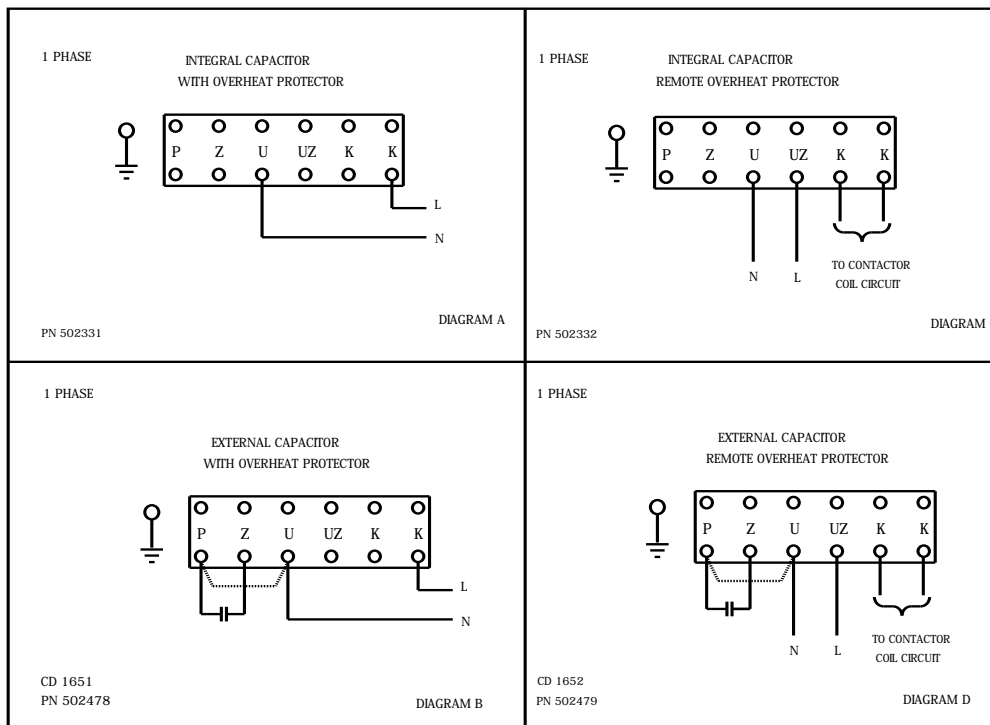 1 PHASE
INTEGRAL CAPACITOR
WITH OVERHEAT PROTECTOR
P Z U UZ K K
L
N
DIAGRAM A
PN 502331
1 PHASE
INTEGRAL CAPACITOR
REMOTE OVERHEAT PROTECTOR
P Z U UZ K K
N L
TO CONTACTOR
COIL CIRCUIT
DIAGRAM
PN 502332
1 PHASE
EXTERNAL CAPACITOR
WITH OVERHEAT PROTECTOR
P Z U UZ K K
L
N
CD 1651
PN 502478
DIAGRAM B
1 PHASE
EXTERNAL CAPACITOR
REMOTE OVERHEAT PROTECTOR
P Z U UZ K K
N L
TO CONTACTOR
COIL CIRCUIT
CD 1652
PN 502479
DIAGRAM D